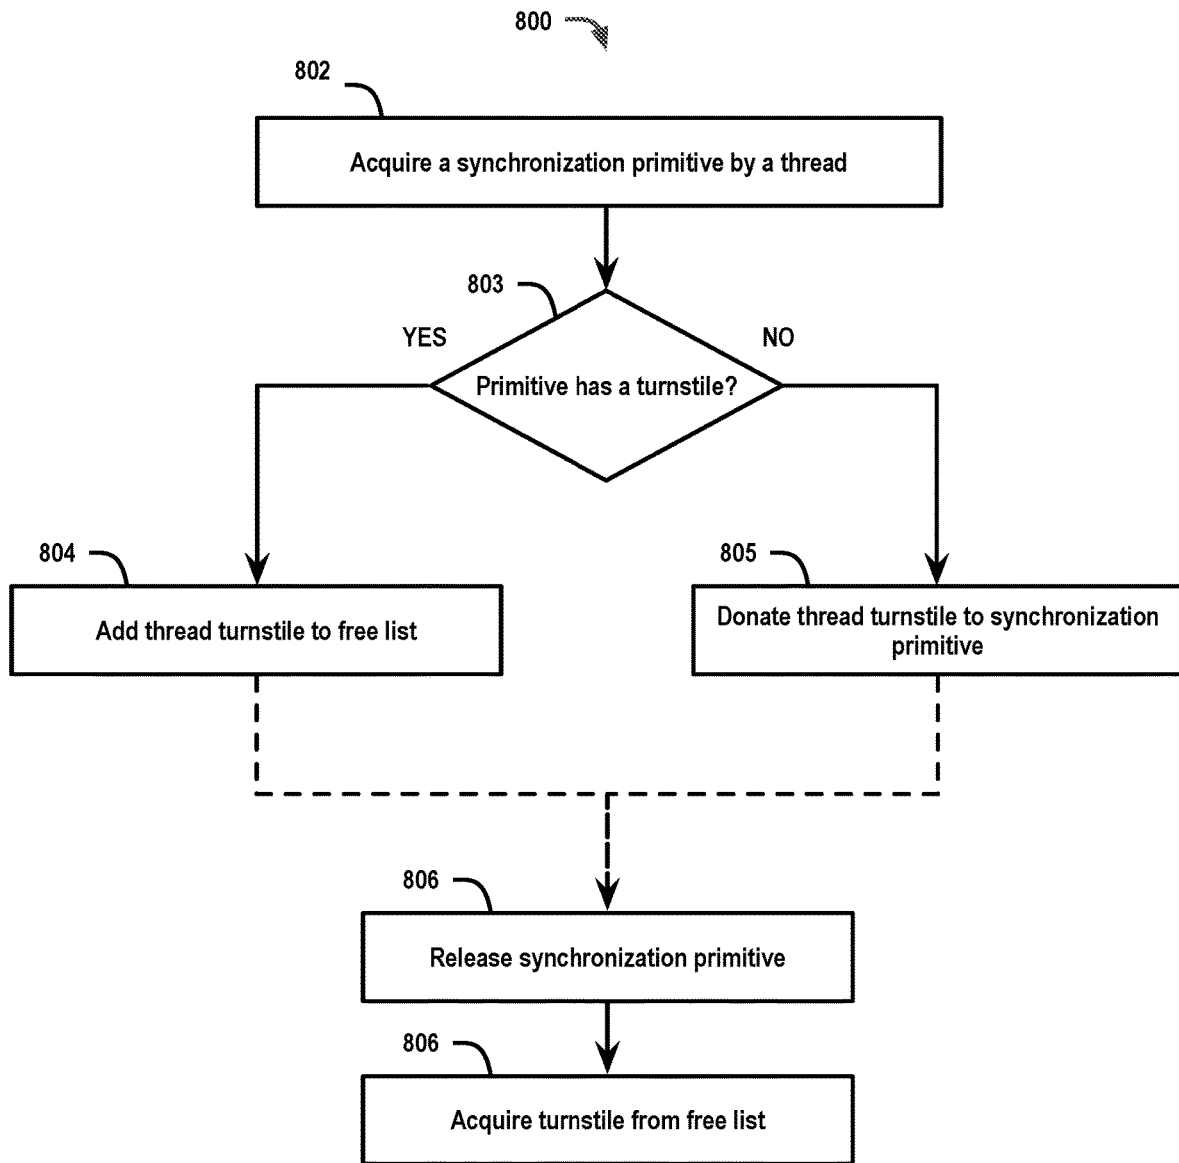 800
802
Acquire a synchronization primitive by a thread
803
YES
NO
Primitive has a turnstile?
804
805
Add thread turnstile to free list
Donate thread turnstile to synchronization
primitive
806
Release synchronization primitive
806
Acquire turnstile from free list